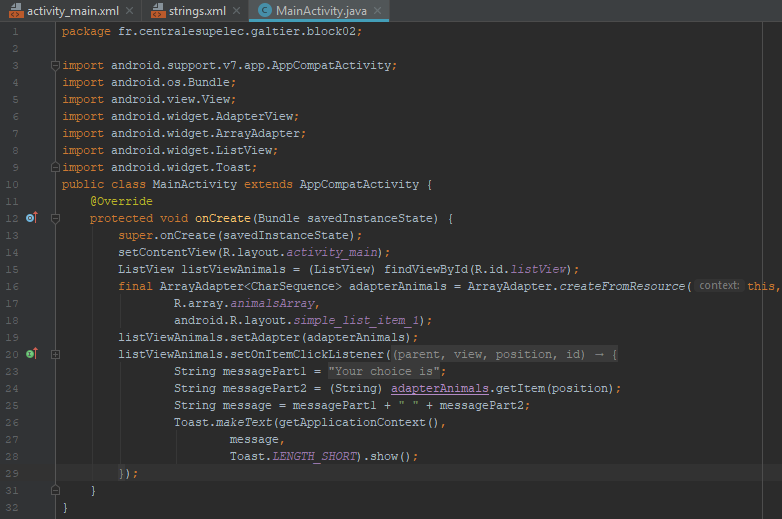 activity_main.xml × strings.xml × MainActivity.java ×
1 package fr.centralesupelec.galtier.block02;
2
3 import android.support.v7.app.AppCompatActivity;
4 import android.os.Bundle;
5 import android.view.View;
6 import android.widget.AdapterView;
7 import android.widget.ArrayAdapter;
8 import android.widget.ListView;
9 import android.widget.Toast;
10 public class MainActivity extends AppCompatActivity {
11 @Override
12 protected void onCreate(Bundle savedInstanceState) {
13 super.onCreate(savedInstanceState);
14 setContentView(R.layout.activity_main);
15 ListView listViewAnimals = (ListView) findViewById(R.id.listView);
16 final ArrayAdapter<CharSequence> adapterAnimals = ArrayAdapter.createFromResource( context: this,
17 R.array.animalsArray,
18 android.R.layout.simple_list_item_1);
19 listViewAnimals.setAdapter(adapterAnimals);
20 listViewAnimals.setOnItemClickListener((parent, view, position, id) → {
23 String messagePart1 = "Your choice is";
24 String messagePart2 = (String) adapterAnimals.getItem(position);
25 String message = messagePart1 + " " + messagePart2;
26 Toast.makeText(getApplicationContext(),
27 message,
28 Toast.LENGTH_SHORT).show();
29 });
31 }
32 }